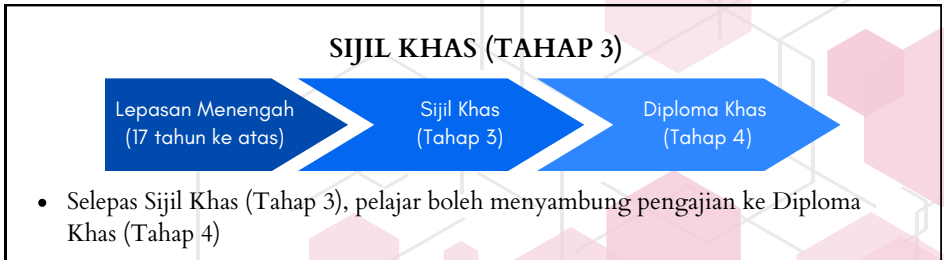 SIJIL KHAS (TAHAP 3)
Lepasan Menengah
(17 tahun ke atas)
Sijil Khas
(Tahap 3)
Diploma Khas
(Tahap 4)
• Selepas Sijil Khas (Tahap 3), pelajar boleh menyambung pengajian ke Diploma
Khas (Tahap 4)